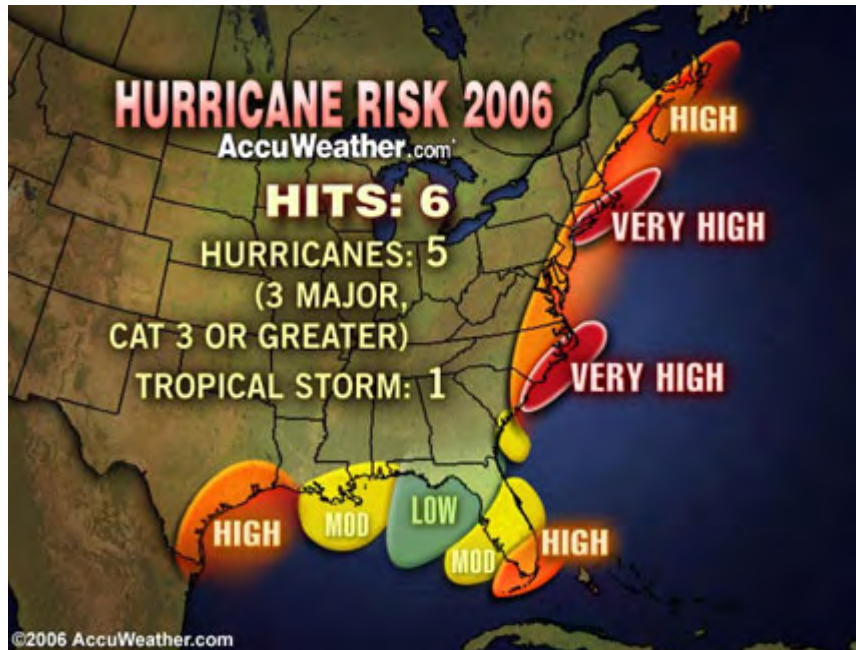 HURRICANE RISK 2006
AccuWeather.com
HITS: 6
HURRICANES: 5
(3 MAJOR,
CAT 3 OR GREATER)
TROPICAL STORM: 1
HIGH
VERY HIGH
VERY HIGH
HIGH
MOD
LOW
MOD
HIGH
©2006 AccuWeather.com